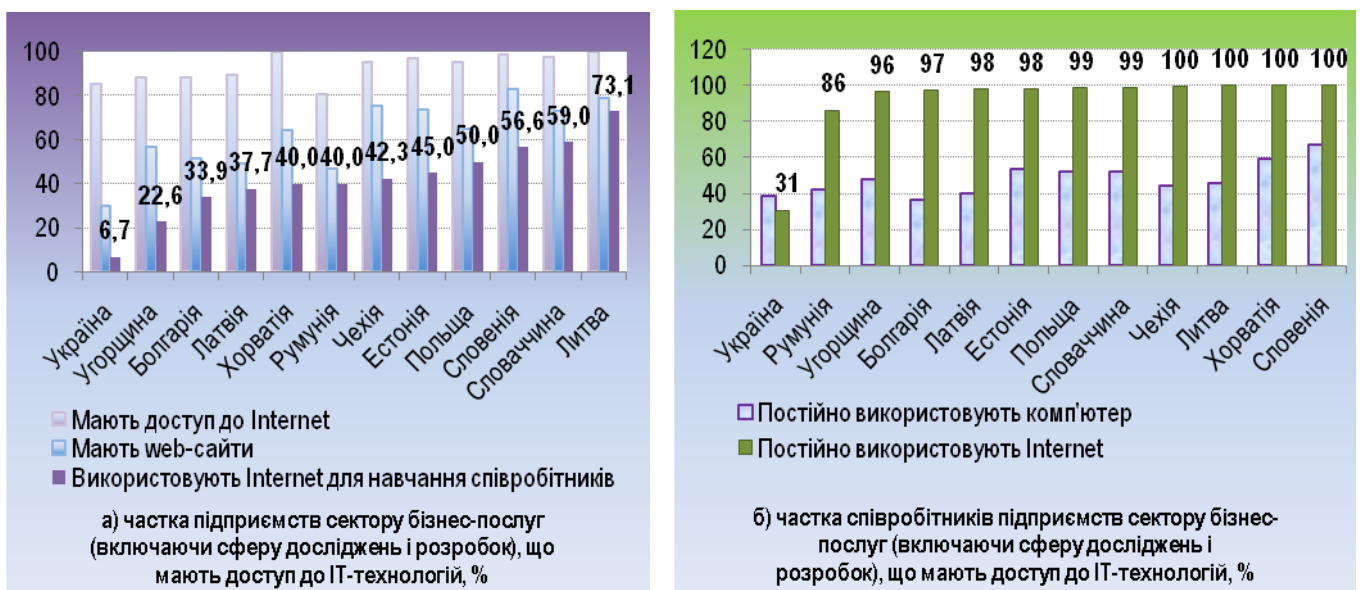 100
80
60
40
20
0
6,7
22,6
33,9
37,7
40,0
40,0
42,3
45,0
50,0
56,6
59,0
73,1
Україна
Угорщина
Болгарія
Латвія
Хорватія
Румунія
Чехія
Естонія
Польща
Словенія
Словаччина
Литва
Мають доступ до Internet
Мають web-сайти
Використовують Internet для навчання співробітників
а) частка підприємств сектору бізнес-послуг
(включаючи сферу досліджень і розробок), що
мають доступ до ІТ-технологій, %
120
100
80
60
40
20
0
31
86
96
97
98
98
99
99
100
100
100
100
Україна
Румунія
Угорщина
Болгарія
Латвія
Естонія
Польща
Словаччина
Чехія
Литва
Хорватія
Словенія
Постійно використовують комп'ютер
Постійно використовують Internet
б) частка співробітників підприємств сектору бізнес-
послуг (включаючи сферу досліджень і
розробок), що мають доступ до ІТ-технологій, %